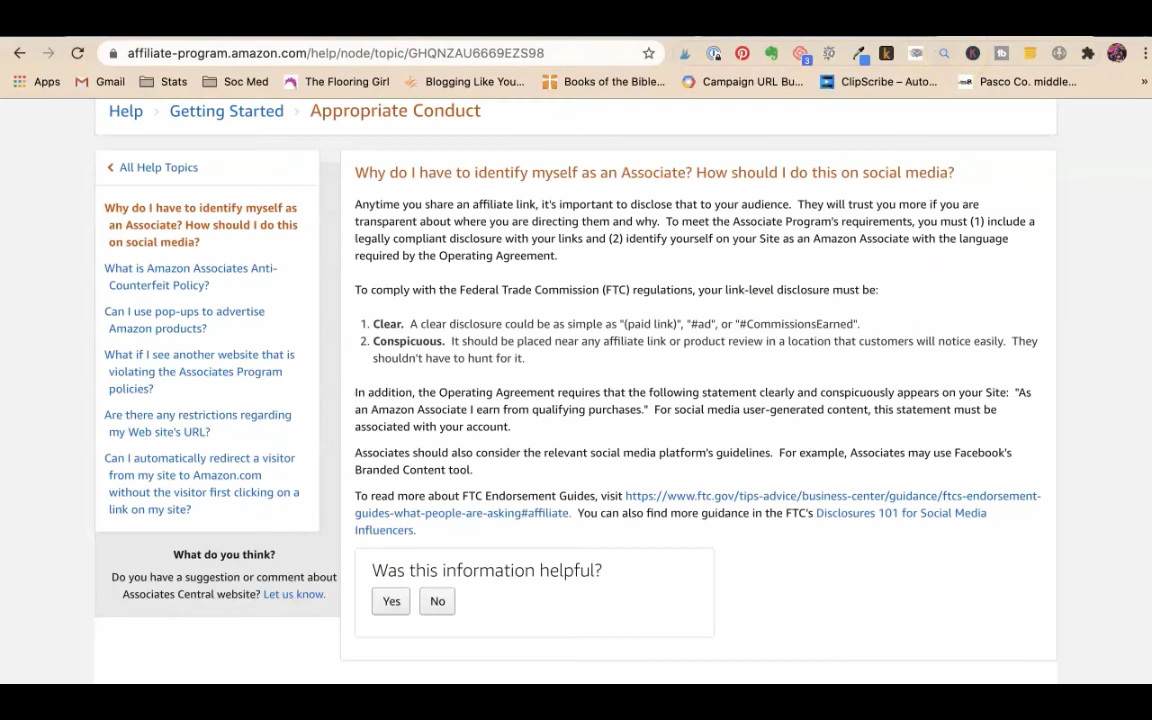 affiliate-program.amazon.com/help/node/topic/GHQNZAU6669EZS98
3
Apps
Gmail
Stats
Soc Med
The Flooring Girl
Blogging Like You...
Books of the Bible...
Campaign URL Bu...
ClipScribe – Auto...
Pasco Co. middle...
»
Help › Getting Started › Appropriate Conduct
All Help Topics
Why do I have to identify myself as
an Associate? How should I do this
on social media?
What is Amazon Associates Anti-
Counterfeit Policy?
Can I use pop-ups to advertise
Amazon products?
What if I see another website that is
violating the Associates Program
policies?
Are there any restrictions regarding
my Web site's URL?
Can I automatically redirect a visitor
from my site to Amazon.com
without the visitor first clicking on a
link on my site?
What do you think?
Do you have a suggestion or comment about
Associates Central website? Let us know.
Why do I have to identify myself as an Associate? How should I do this on social media?
Anytime you share an affiliate link, it's important to disclose that to your audience. They will trust you more if you are
transparent about where you are directing them and why. To meet the Associate Program's requirements, you must (1) include a
legally compliant disclosure with your links and (2) identify yourself on your Site as an Amazon Associate with the language
required by the Operating Agreement.
To comply with the Federal Trade Commission (FTC) regulations, your link-level disclosure must be:
1. Clear. A clear disclosure could be as simple as "(paid link)", "#ad", or "#CommissionsEarned".
2. Conspicuous. It should be placed near any affiliate link or product review in a location that customers will notice easily. They
shouldn't have to hunt for it.
In addition, the Operating Agreement requires that the following statement clearly and conspicuously appears on your Site: "As
an Amazon Associate I earn from qualifying purchases." For social media user-generated content, this statement must be
associated with your account.
Associates should also consider the relevant social media platform's guidelines. For example, Associates may use Facebook's
Branded Content tool.
To read more about FTC Endorsement Guides, visit https://www.ftc.gov/tips-advice/business-center/guidance/ftcs-endorsement-
guides-what-people-are-asking#affiliate. You can also find more guidance in the FTC's Disclosures 101 for Social Media
Influencers.
Was this information helpful?
Yes
No